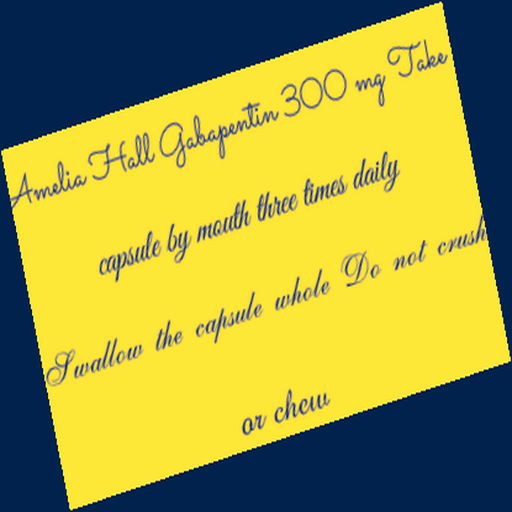 Amelia Hall Gabapentin 300 mg Take
capsule by mouth three times daily
Swallow the capsule whole Do not crush
or chew